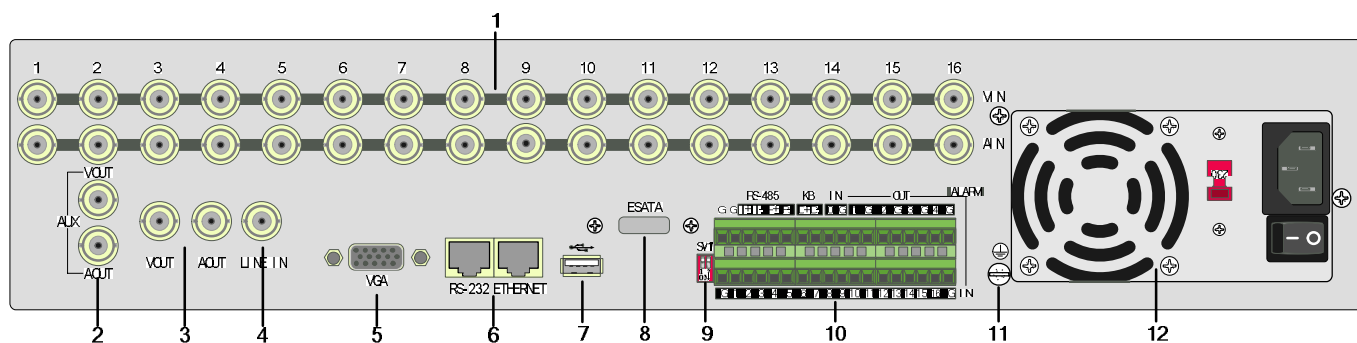 1
1 2 3 4 5 6 7 8 9 10 11 12 13 14 15 16
VIN
AIN
VOUT
AUX
AOUT
VOUT AOUT LINE IN
VGA
RS-232 ETHERNET
ESATA
RS-485 KB IN OUT
G G
ON
IN
2 3 4 5 6 7 8 9 10 11 12